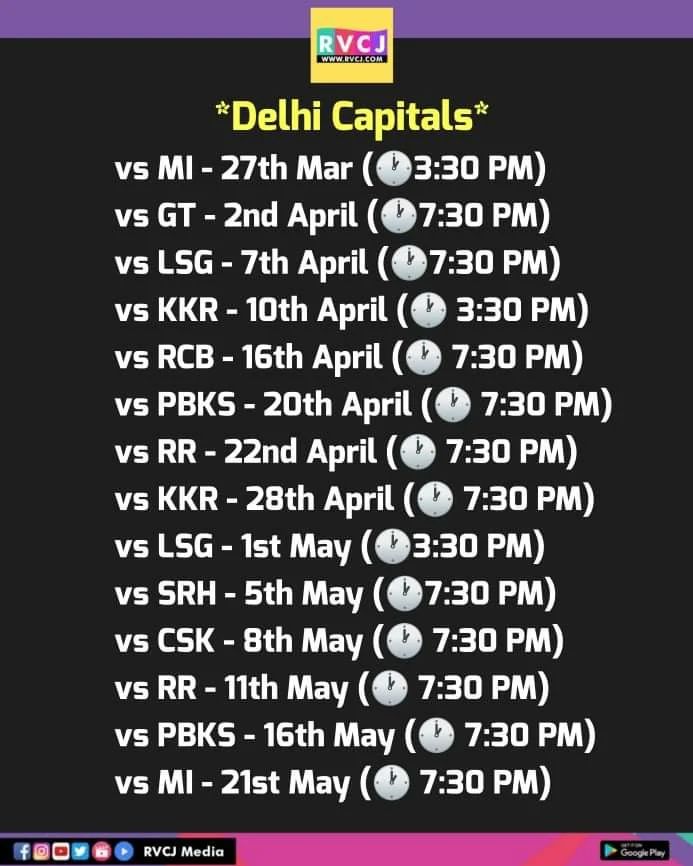 RVCJ
WWW.RVCJ.COM
*Delhi Capitals*
vs MI - 27th Mar (🕐3:30 PM)
vs GT - 2nd April (🕐7:30 PM)
vs LSG - 7th April (🕐7:30 PM)
vs KKR - 10th April (🕐 3:30 PM)
vs RCB - 16th April (🕐 7:30 PM)
vs PBKS - 20th April (🕐 7:30 PM)
vs RR - 22nd April (🕐 7:30 PM)
vs KKR - 28th April (🕐 7:30 PM)
vs LSG - 1st May (🕐3:30 PM)
vs SRH - 5th May (🕐7:30 PM)
vs CSK - 8th May (🕐 7:30 PM)
vs RR - 11th May (🕐 7:30 PM)
vs PBKS - 16th May (🕐 7:30 PM)
vs MI - 21st May (🕐 7:30 PM)
RVCJ Media
GET IT ON
Google Play